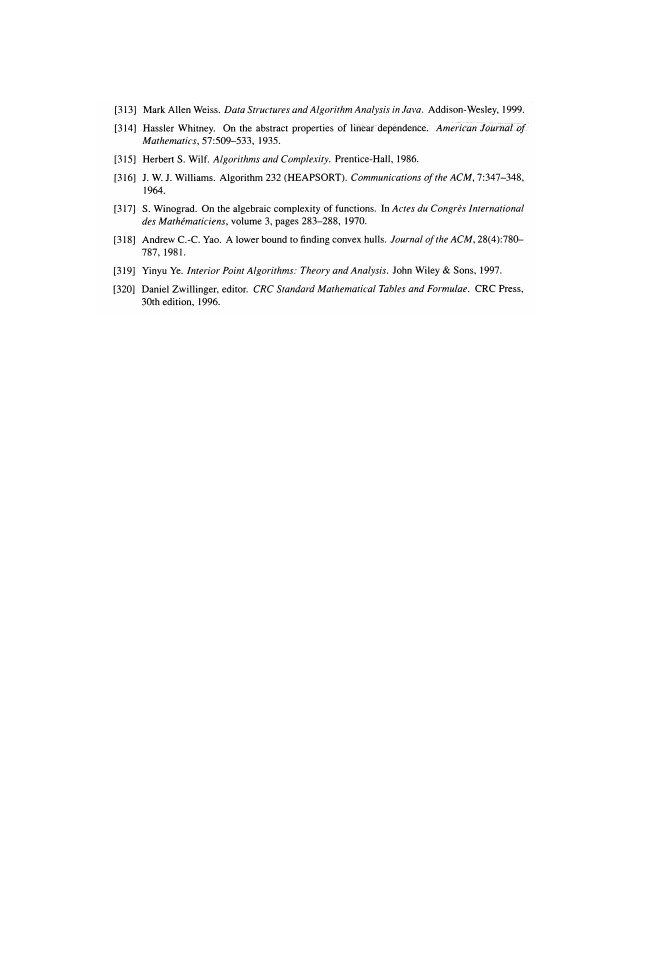 [313] Mark Allen Weiss. Data Structures and Algorithm Analysis in Java. Addison-Wesley, 1999.
[314] Hassler Whitney. On the abstract properties of linear dependence. American Journal of
Mathematics, 57:509–533, 1935.
[315] Herbert S. Wilf. Algorithms and Complexity. Prentice-Hall, 1986.
[316] J. W. J. Williams. Algorithm 232 (HEAPSORT). Communications of the ACM, 7:347–348,
1964.
[317] S. Winograd. On the algebraic complexity of functions. In Actes du Congrès International
des Mathématiciens, volume 3, pages 283–288, 1970.
[318] Andrew C.-C. Yao. A lower bound to finding convex hulls. Journal of the ACM, 28(4):780–
787, 1981.
[319] Yinyu Ye. Interior Point Algorithms: Theory and Analysis. John Wiley & Sons, 1997.
[320] Daniel Zwillinger, editor. CRC Standard Mathematical Tables and Formulae. CRC Press,
30th edition, 1996.